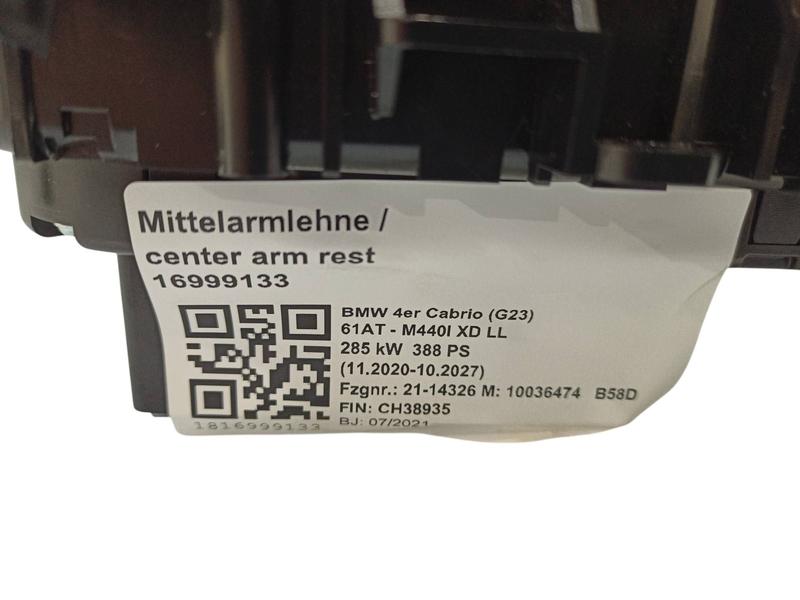 Mittelarmlehne /
center arm rest
16999133
BMW 4er Cabrio (G23)
61AT - M440I XD LL
285 kW 388 PS
(11.2020-10.2027)
Fzgnr.: 21-14326 M: 10036474 B58D
FIN: CH38935
BJ: 07/2021
1816999133